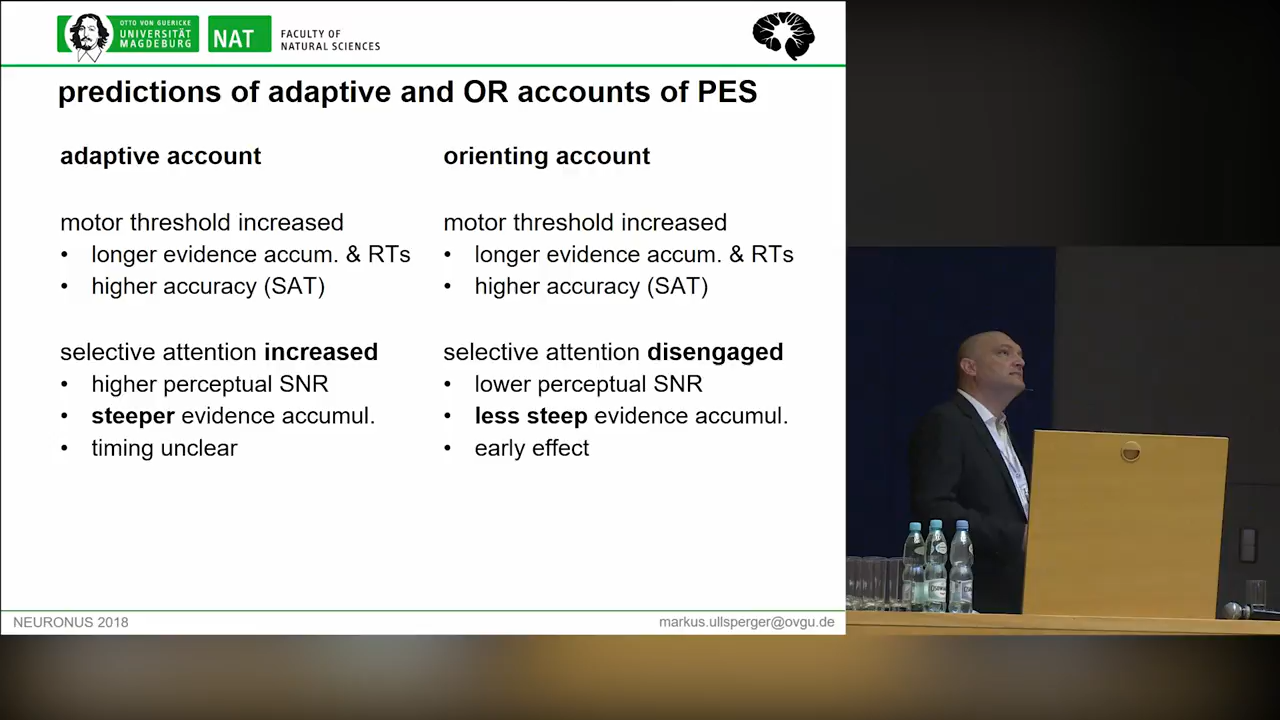 OTTO VON GUERICKE
UNIVERSITÄT
MAGDEBURG
NAT
FACULTY OF
NATURAL SCIENCES
predictions of adaptive and OR accounts of PES
adaptive account
motor threshold increased
• longer evidence accum. & RTs
• higher accuracy (SAT)
selective attention increased
• higher perceptual SNR
• steeper evidence accumul.
• timing unclear
orienting account
motor threshold increased
• longer evidence accum. & RTs
• higher accuracy (SAT)
selective attention disengaged
• lower perceptual SNR
• less steep evidence accumul.
• early effect
NEURONUS 2018
markus.ullsperger@ovgu.de